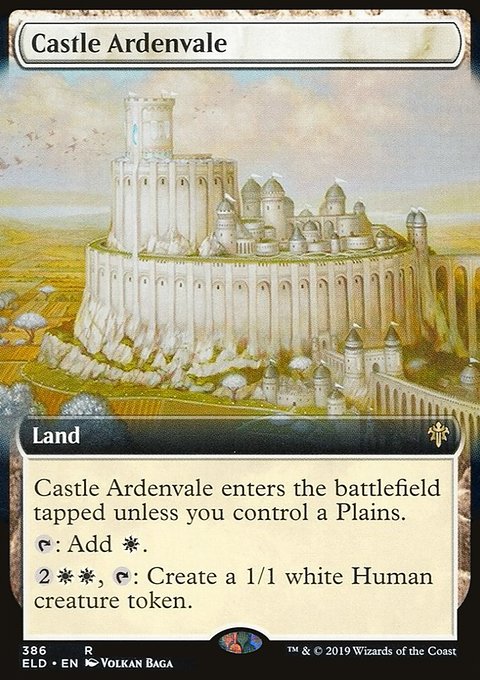 Castle Ardenvale
Land
Castle Ardenvale enters the battlefield
tapped unless you control a Plains.
: Add .
2, : Create a 1/1 white Human
creature token.
386 R
ELD • EN VOLKAN BAGA
™ & © 2019 Wizards of the Coast